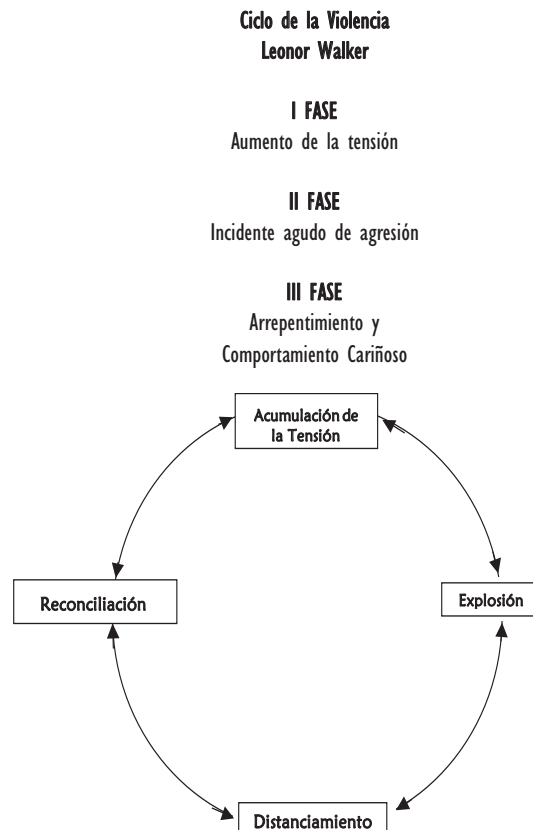 Ciclo de la Violencia
Leonor Walker
I FASE
Aumento de la tensión
II FASE
Incidente agudo de agresión
III FASE
Arrepentimiento y
Comportamiento Cariñoso
Acumulación de
la Tensión
Reconciliación
Explosión
Distanciamiento